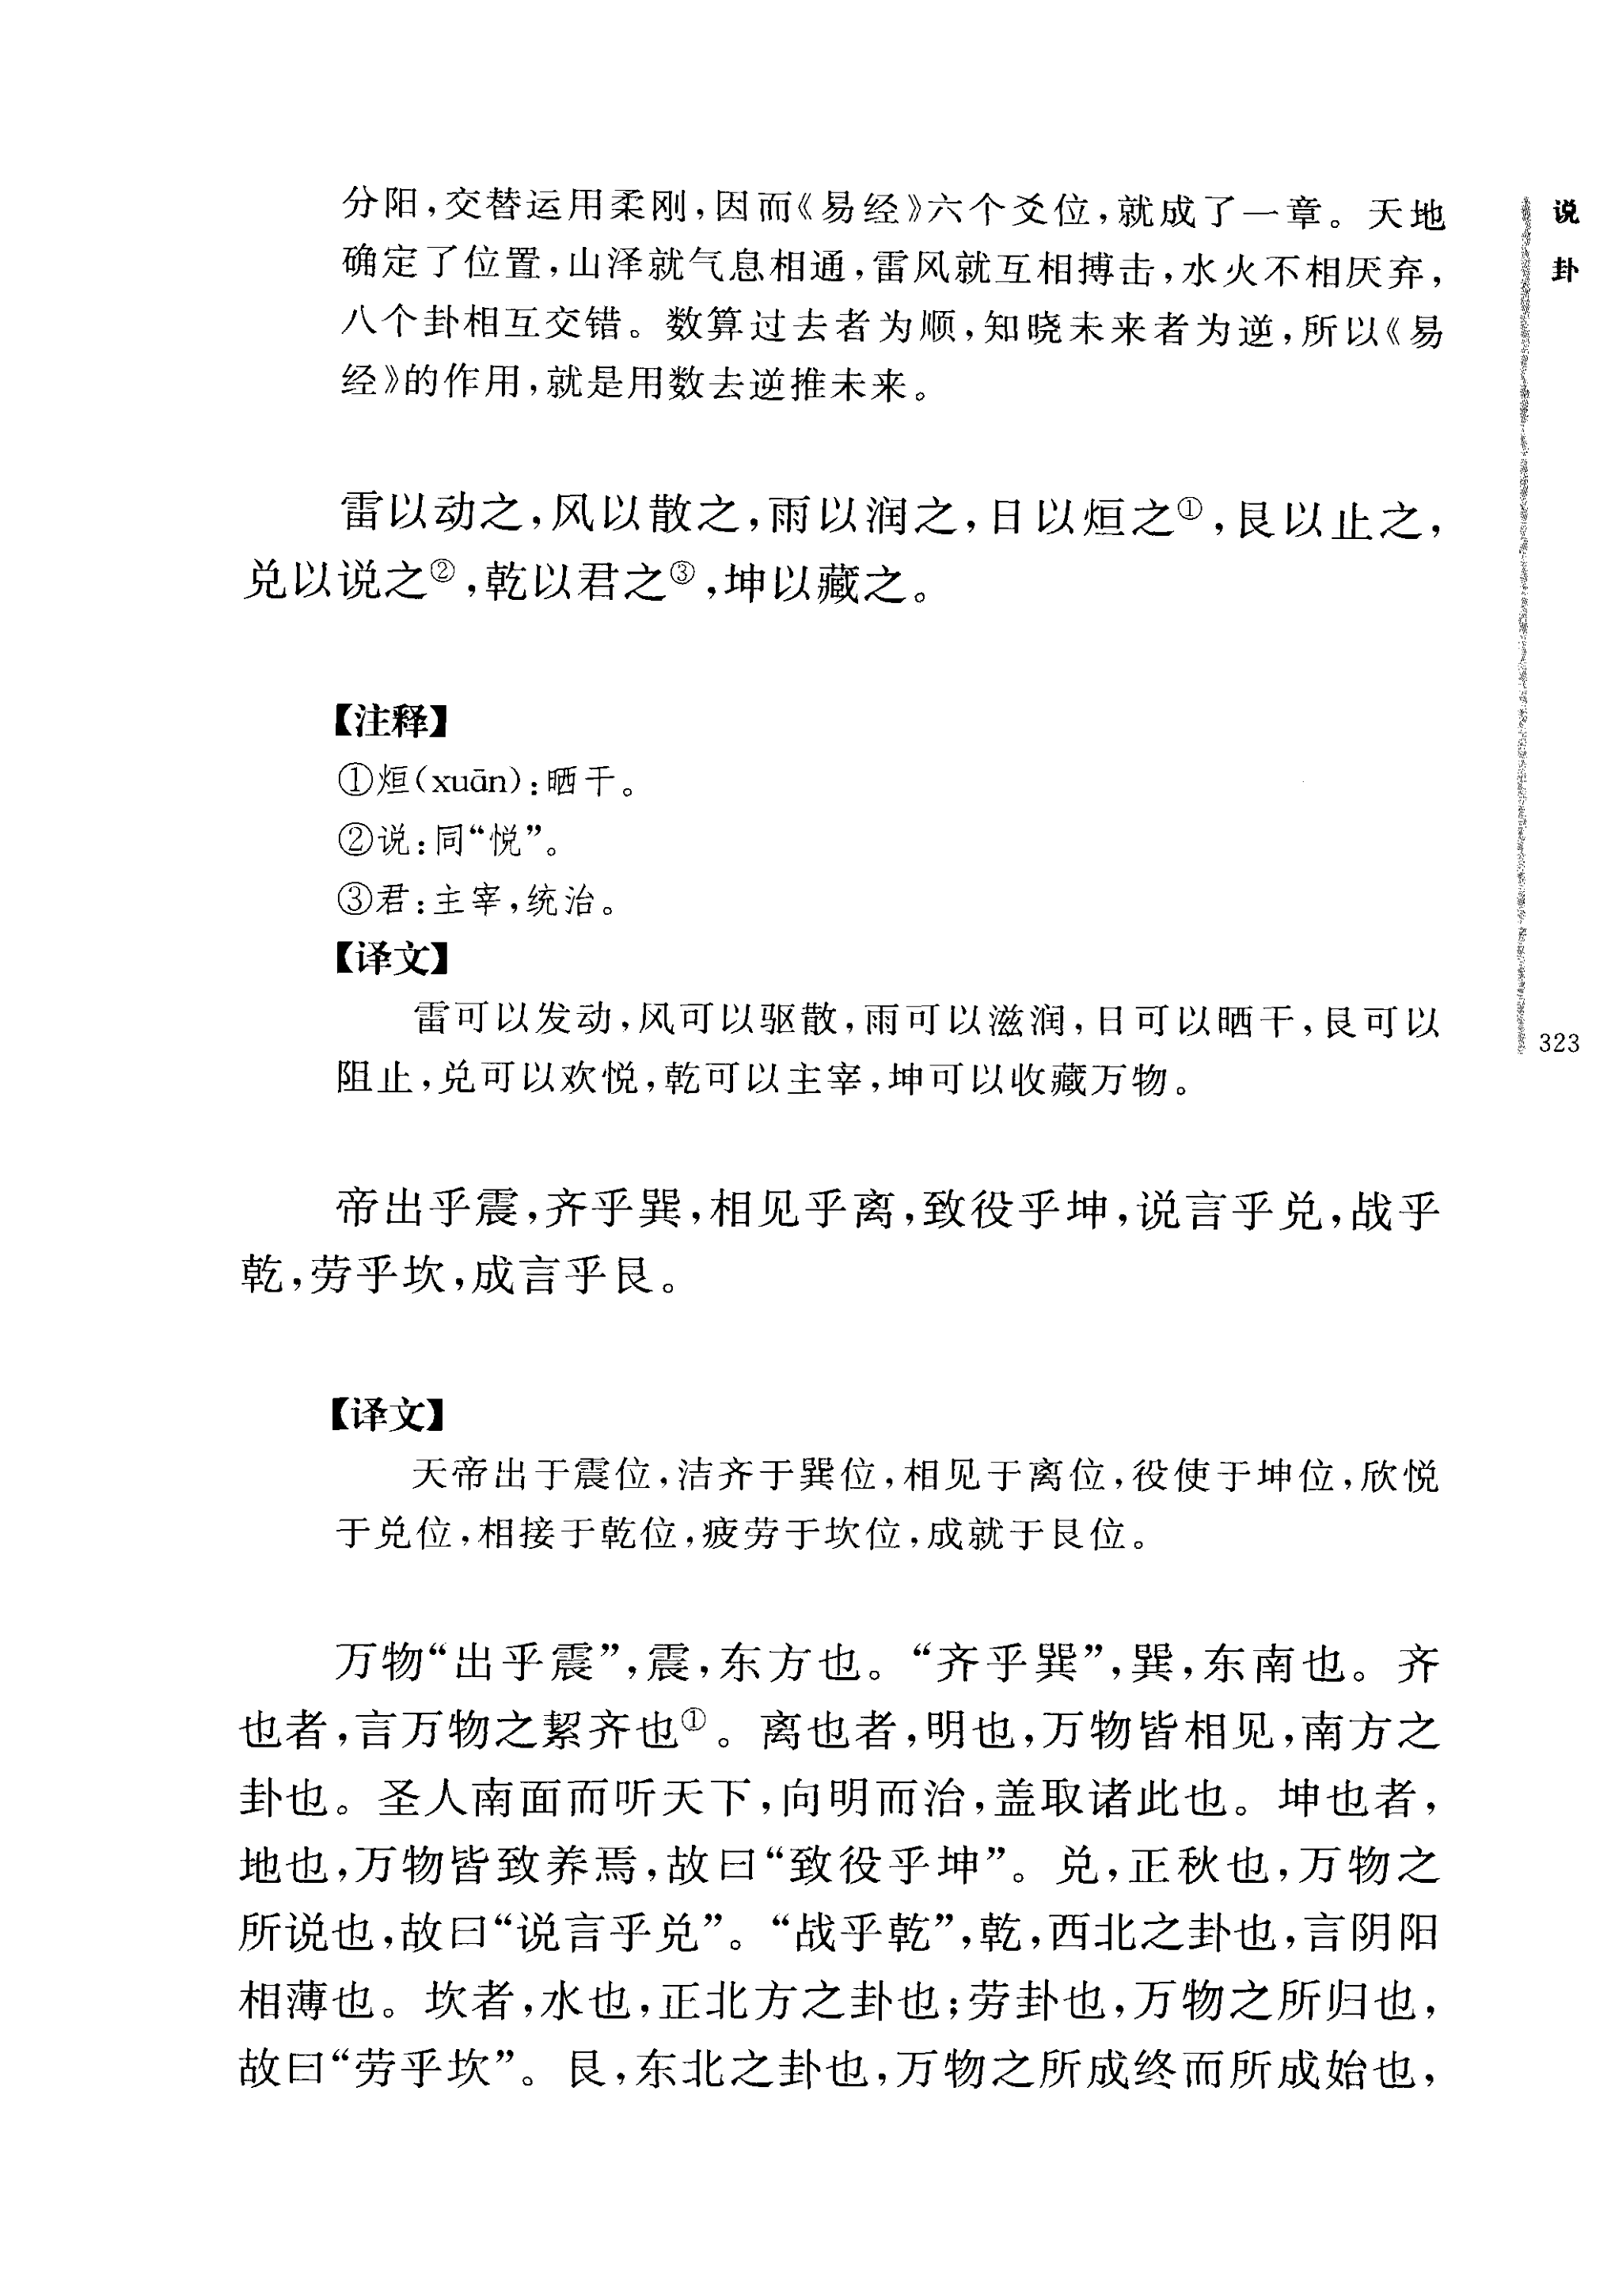 分阳，交替运用柔刚，因而《易经》六个爻位，就成了一章。天地
确定了位置，山泽就气息相通，雷风就互相搏击，水火不相厌弃，
八个卦相互交错。数算过去者为顺，知晓未来者为逆，所以《易
经》的作用，就是用数去逆推未来。
雷以动之，风以散之，雨以润之，日以烜之①，艮以止之，
兑以说之②，乾以君之③，坤以藏之。
【注释】
①烜（xuān）：晒干。
②说：同“悦”。
③君：主宰，统治。
【译文】
雷可以发动，风可以驱散，雨可以滋润，日可以晒干，艮可以
阻止，兑可以欢悦，乾可以主宰，坤可以收藏万物。
帝出乎震，齐乎巽，相见乎离，致役乎坤，说言乎兑，战乎
乾，劳乎坎，成言乎艮。
【译文】
天帝出于震位，洁齐于巽位，相见于离位，役使于坤位，欣悦
于兑位，相接于乾位，疲劳于坎位，成就于艮位。
万物“出乎震”，震，东方也。“齐乎巽”，巽，东南也。齐
也者，言万物之絜齐也①。离也者，明也，万物皆相见，南方之
卦也。圣人南面而听天下，向明而治，盖取诸此也。坤也者，
地也，万物皆致养焉，故曰“致役乎坤”。兑，正秋也，万物之
所说也，故曰“说言乎兑”。“战乎乾”，乾，西北之卦也，言阴阳
相薄也。坎者，水也，正北方之卦也；劳卦也，万物之所归也，
故曰“劳乎坎”。艮，东北之卦也，万物之所成终而所成始也，
说卦
323